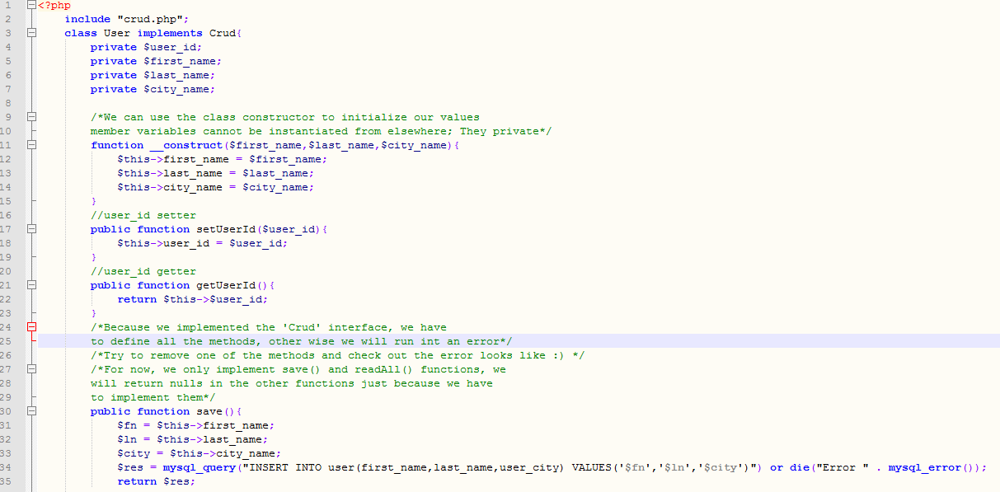 1 <?php
2 include "crud.php";
3 class User implements Crud{
4 private $user_id;
5 private $first_name;
6 private $last_name;
7 private $city_name;
8
9 /*We can use the class constructor to initialize our values
10 member variables cannot be instantiated from elsewhere; They private*/
11 function __construct($first_name,$last_name,$city_name){
12 $this->first_name = $first_name;
13 $this->last_name = $last_name;
14 $this->city_name = $city_name;
15 }
16 //user_id setter
17 public function setUserId($user_id){
18 $this->user_id = $user_id;
19 }
20 //user_id getter
21 public function getUserId(){
22 return $this->$user_id;
23 }
24 /*Because we implemented the 'Crud' interface, we have
25 to define all the methods, other wise we will run int an error*/
26 /*Try to remove one of the methods and check out the error looks like :) */
27 /*For now, we only implement save() and readAll() functions, we
28 will return nulls in the other functions just because we have
29 to implement them*/
30 public function save(){
31 $fn = $this->first_name;
32 $ln = $this->last_name;
33 $city = $this->city_name;
34 $res = mysql_query("INSERT INTO user(first_name,last_name,user_city) VALUES('$fn','$ln','$city')") or die("Error " . mysql_error());
35 return $res;